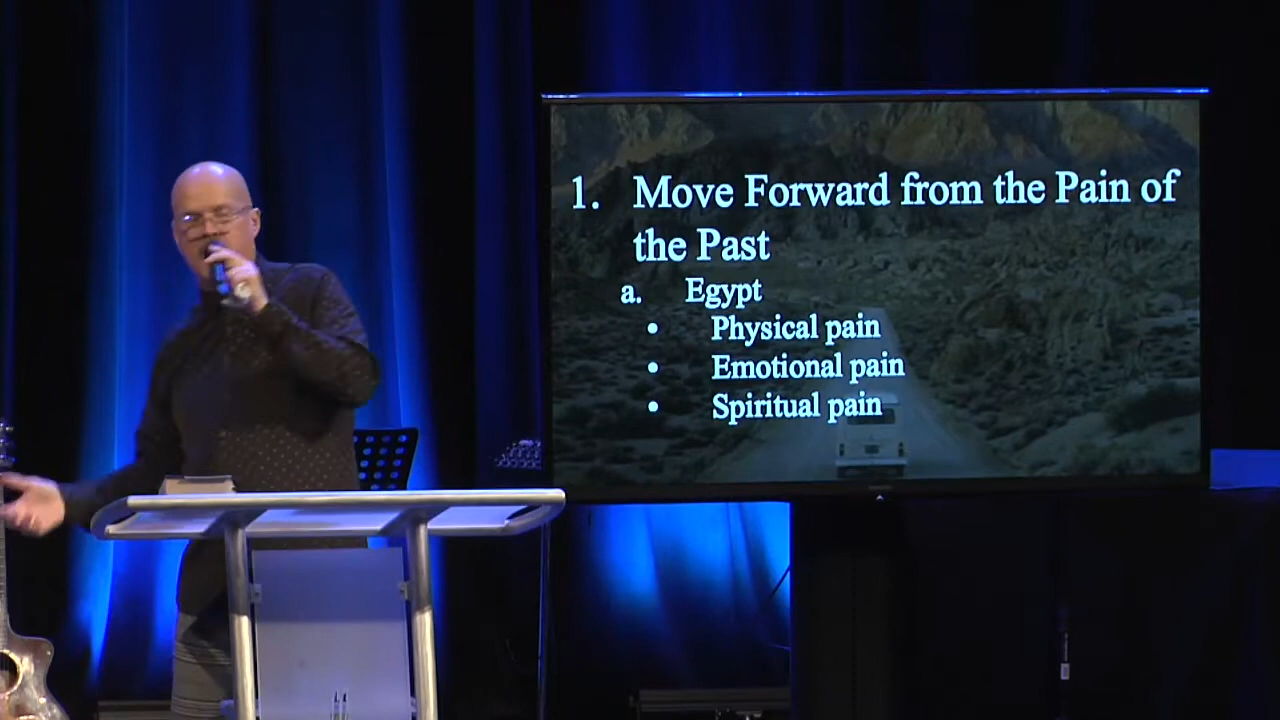 1. Move Forward from the Pain of
the Past
a. Egypt
• Physical pain
• Emotional pain
• Spiritual pain